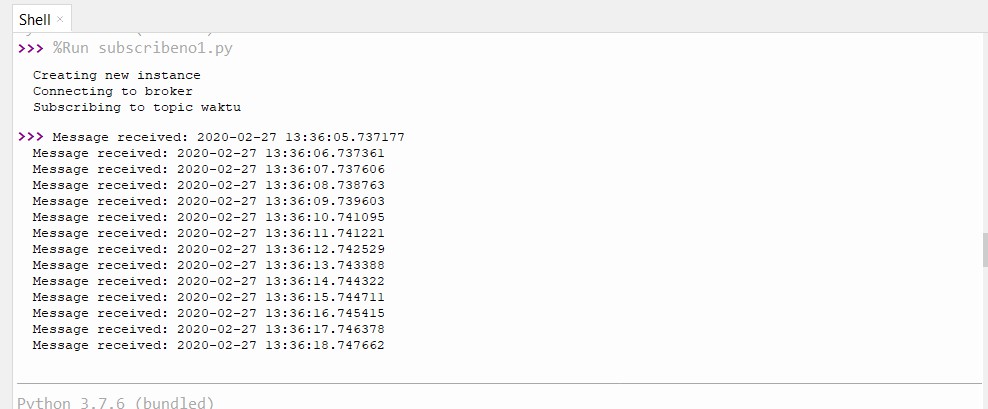 Shell ×
>>> %Run subscribeno1.py
Creating new instance
Connecting to broker
Subscribing to topic waktu
>>> Message received: 2020-02-27 13:36:05.737177
Message received: 2020-02-27 13:36:06.737361
Message received: 2020-02-27 13:36:07.737606
Message received: 2020-02-27 13:36:08.738763
Message received: 2020-02-27 13:36:09.739603
Message received: 2020-02-27 13:36:10.741095
Message received: 2020-02-27 13:36:11.741221
Message received: 2020-02-27 13:36:12.742529
Message received: 2020-02-27 13:36:13.743388
Message received: 2020-02-27 13:36:14.744322
Message received: 2020-02-27 13:36:15.744711
Message received: 2020-02-27 13:36:16.745415
Message received: 2020-02-27 13:36:17.746378
Message received: 2020-02-27 13:36:18.747662
Python 3.7.6 (bundled)